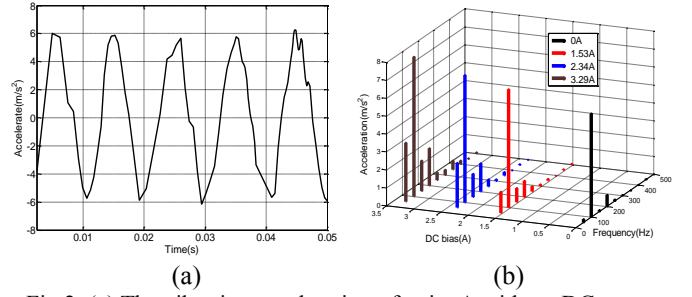 8
6
4
2
0
-2
-4
-6
-8
Accelerate(m/s²)
0.01 0.02 0.03 0.04 0.05
Time(s)
(a)
0A
1.53A
2.34A
3.29A
8
7
6
5
4
3
2
1
0
Acceleration(m/s²)
3.5 3 2.5 2 1.5 1 0.5 0
DC bias(A)
0 100 200 300 400 500
Frequency(Hz)
(b)